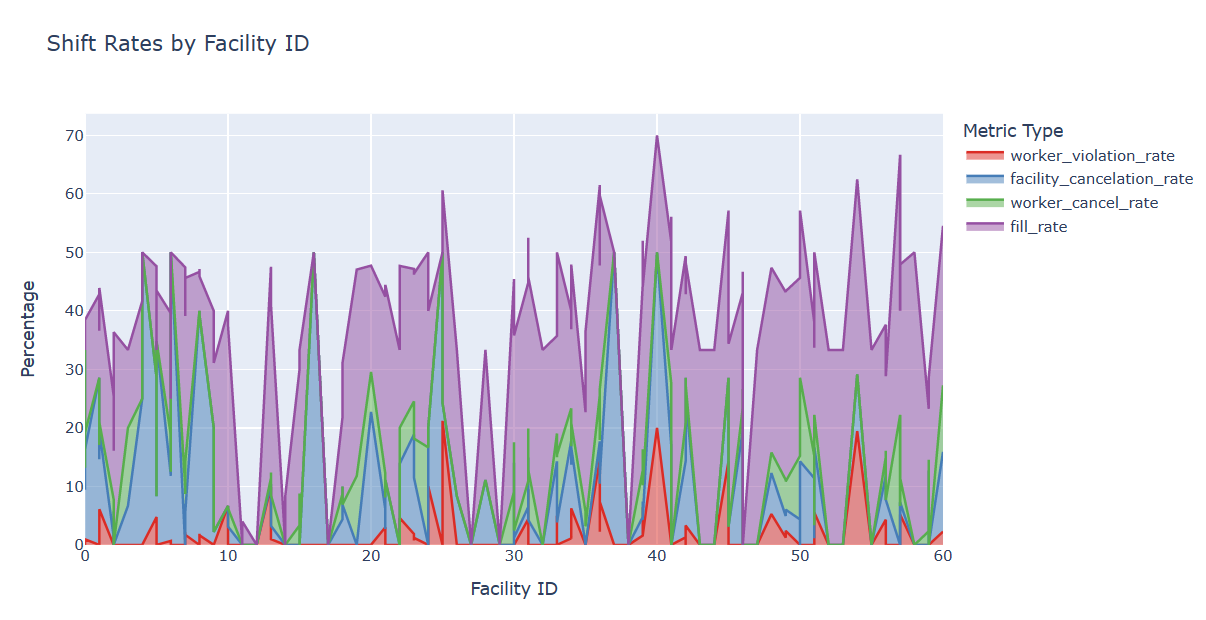 Shift Rates by Facility ID
Metric Type
worker_violation_rate
facility_cancelation_rate
worker_cancel_rate
fill_rate
Percentage
70
60
50
40
30
20
10
0
0 10 20 30 40 50 60
Facility ID